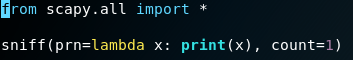 from scapy.all import *
sniff(prn=lambda x: print(x), count=1)